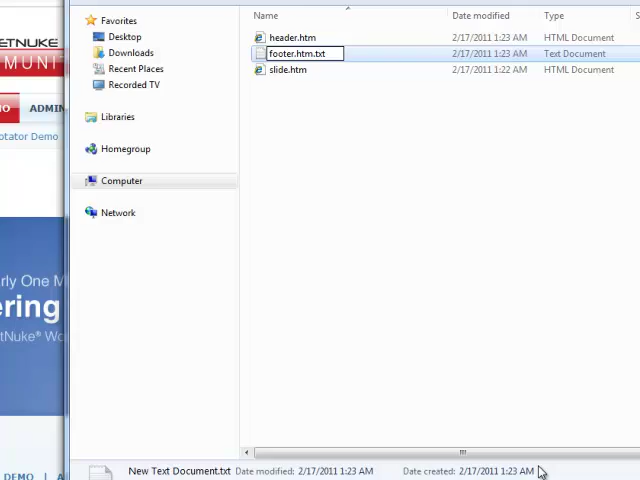 Favorites
Desktop
Downloads
Recent Places
Recorded TV
Libraries
Homegroup
Computer
Network
Name Date modified Type S
header.htm 2/17/2011 1:23 AM HTML Document
footer.htm.txt 2/17/2011 1:23 AM Text Document
slide.htm 2/17/2011 1:22 AM HTML Document
New Text Document.txt Date modified: 2/17/2011 1:23 AM Date created: 2/17/2011 1:23 AM
ETNUKE
MUNI
O ADMIN
otator Demo
rly One M
ering
tNuke® Wo
DEMO | A